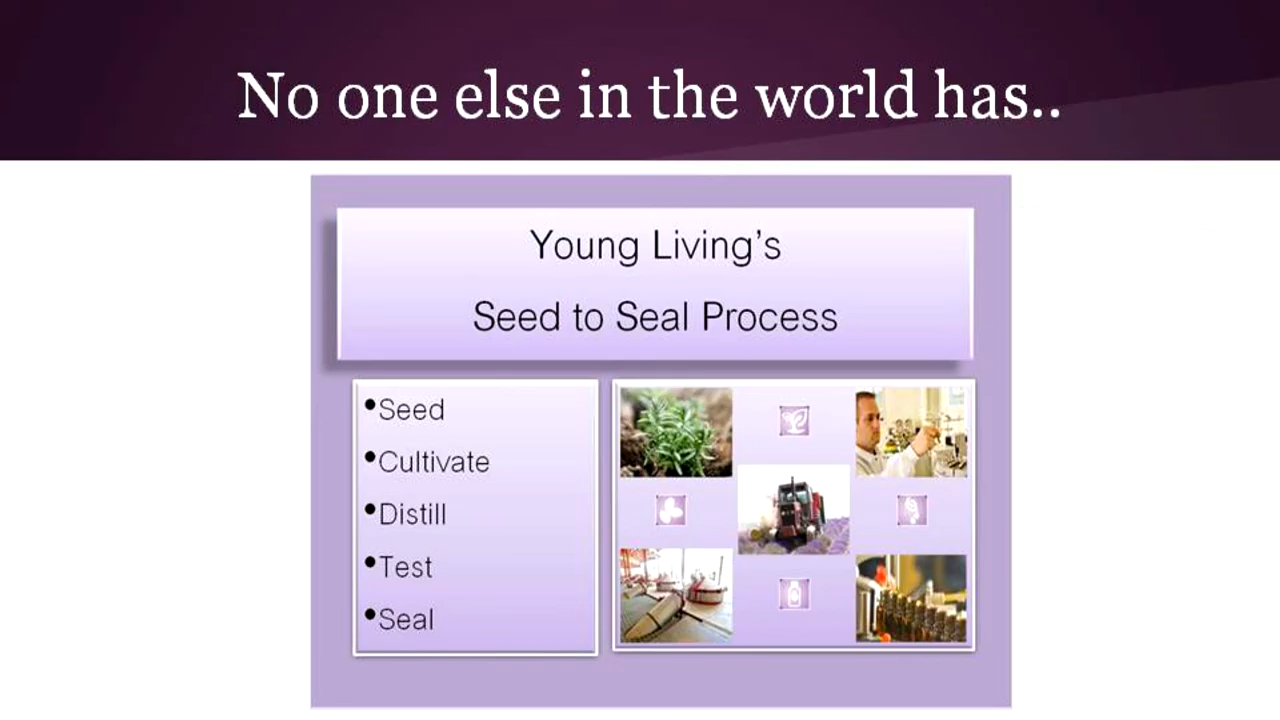 No one else in the world has..
Young Living’s
Seed to Seal Process
•Seed
•Cultivate
•Distill
•Test
•Seal